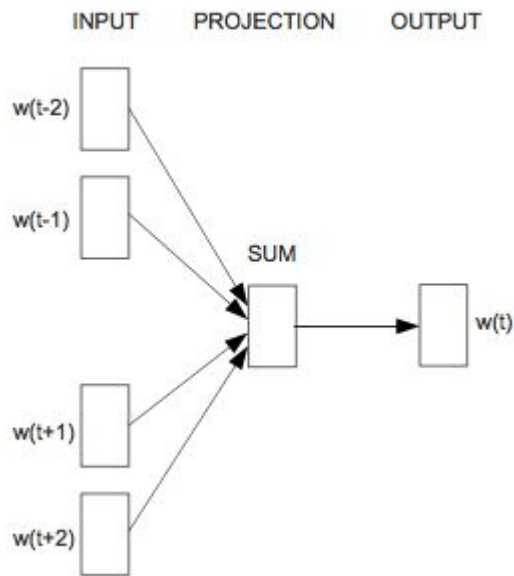 INPUT PROJECTION OUTPUT
w(t-2)
w(t-1)
SUM
w(t)
w(t+1)
w(t+2)